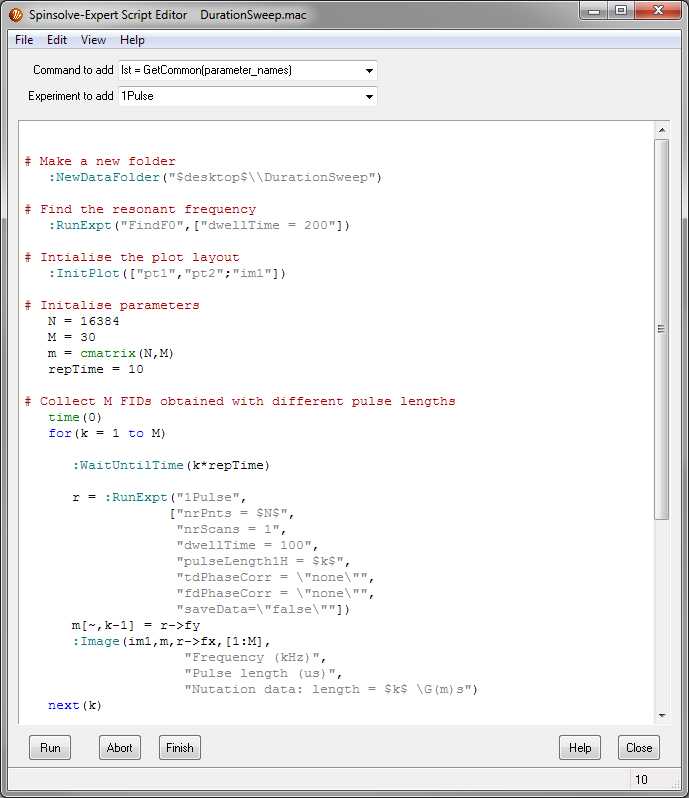 Spinsolve-Expert Script Editor    DurationSweep.mac
File  Edit  View  Help
Command to add  lst = GetCommon(parameter_names)
Experiment to add  1Pulse
# Make a new folder
   :NewDataFolder("$desktop$\\DurationSweep")
# Find the resonant frequency
   :RunExpt("FindF0",["dwellTime = 200"])
# Intialise the plot layout
   :InitPlot(["pt1","pt2";"im1"])
# Initalise parameters
   N = 16384
   M = 30
   m = cmatrix(N,M)
   repTime = 10
# Collect M FIDs obtained with different pulse lengths
   time(0)
   for(k = 1 to M)
      :WaitUntilTime(k*repTime)
      r = :RunExpt("1Pulse",
                  ["nrPnts = $N$",
                   "nrScans = 1",
                   "dwellTime = 100",
                   "pulseLength1H = $k$",
                   "tdPhaseCorr = \"none\"",
                   "fdPhaseCorr = \"none\"",
                   "saveData=\"false\""])
      m[~,k-1] = r->fy
      :Image(im1,m,r->fx,[1:M],
                    "Frequency (kHz)",
                    "Pulse length (us)",
                    "Nutation data: length = $k$ \G(m)s")
   next(k)
Run  Abort  Finish  Help  Close
10